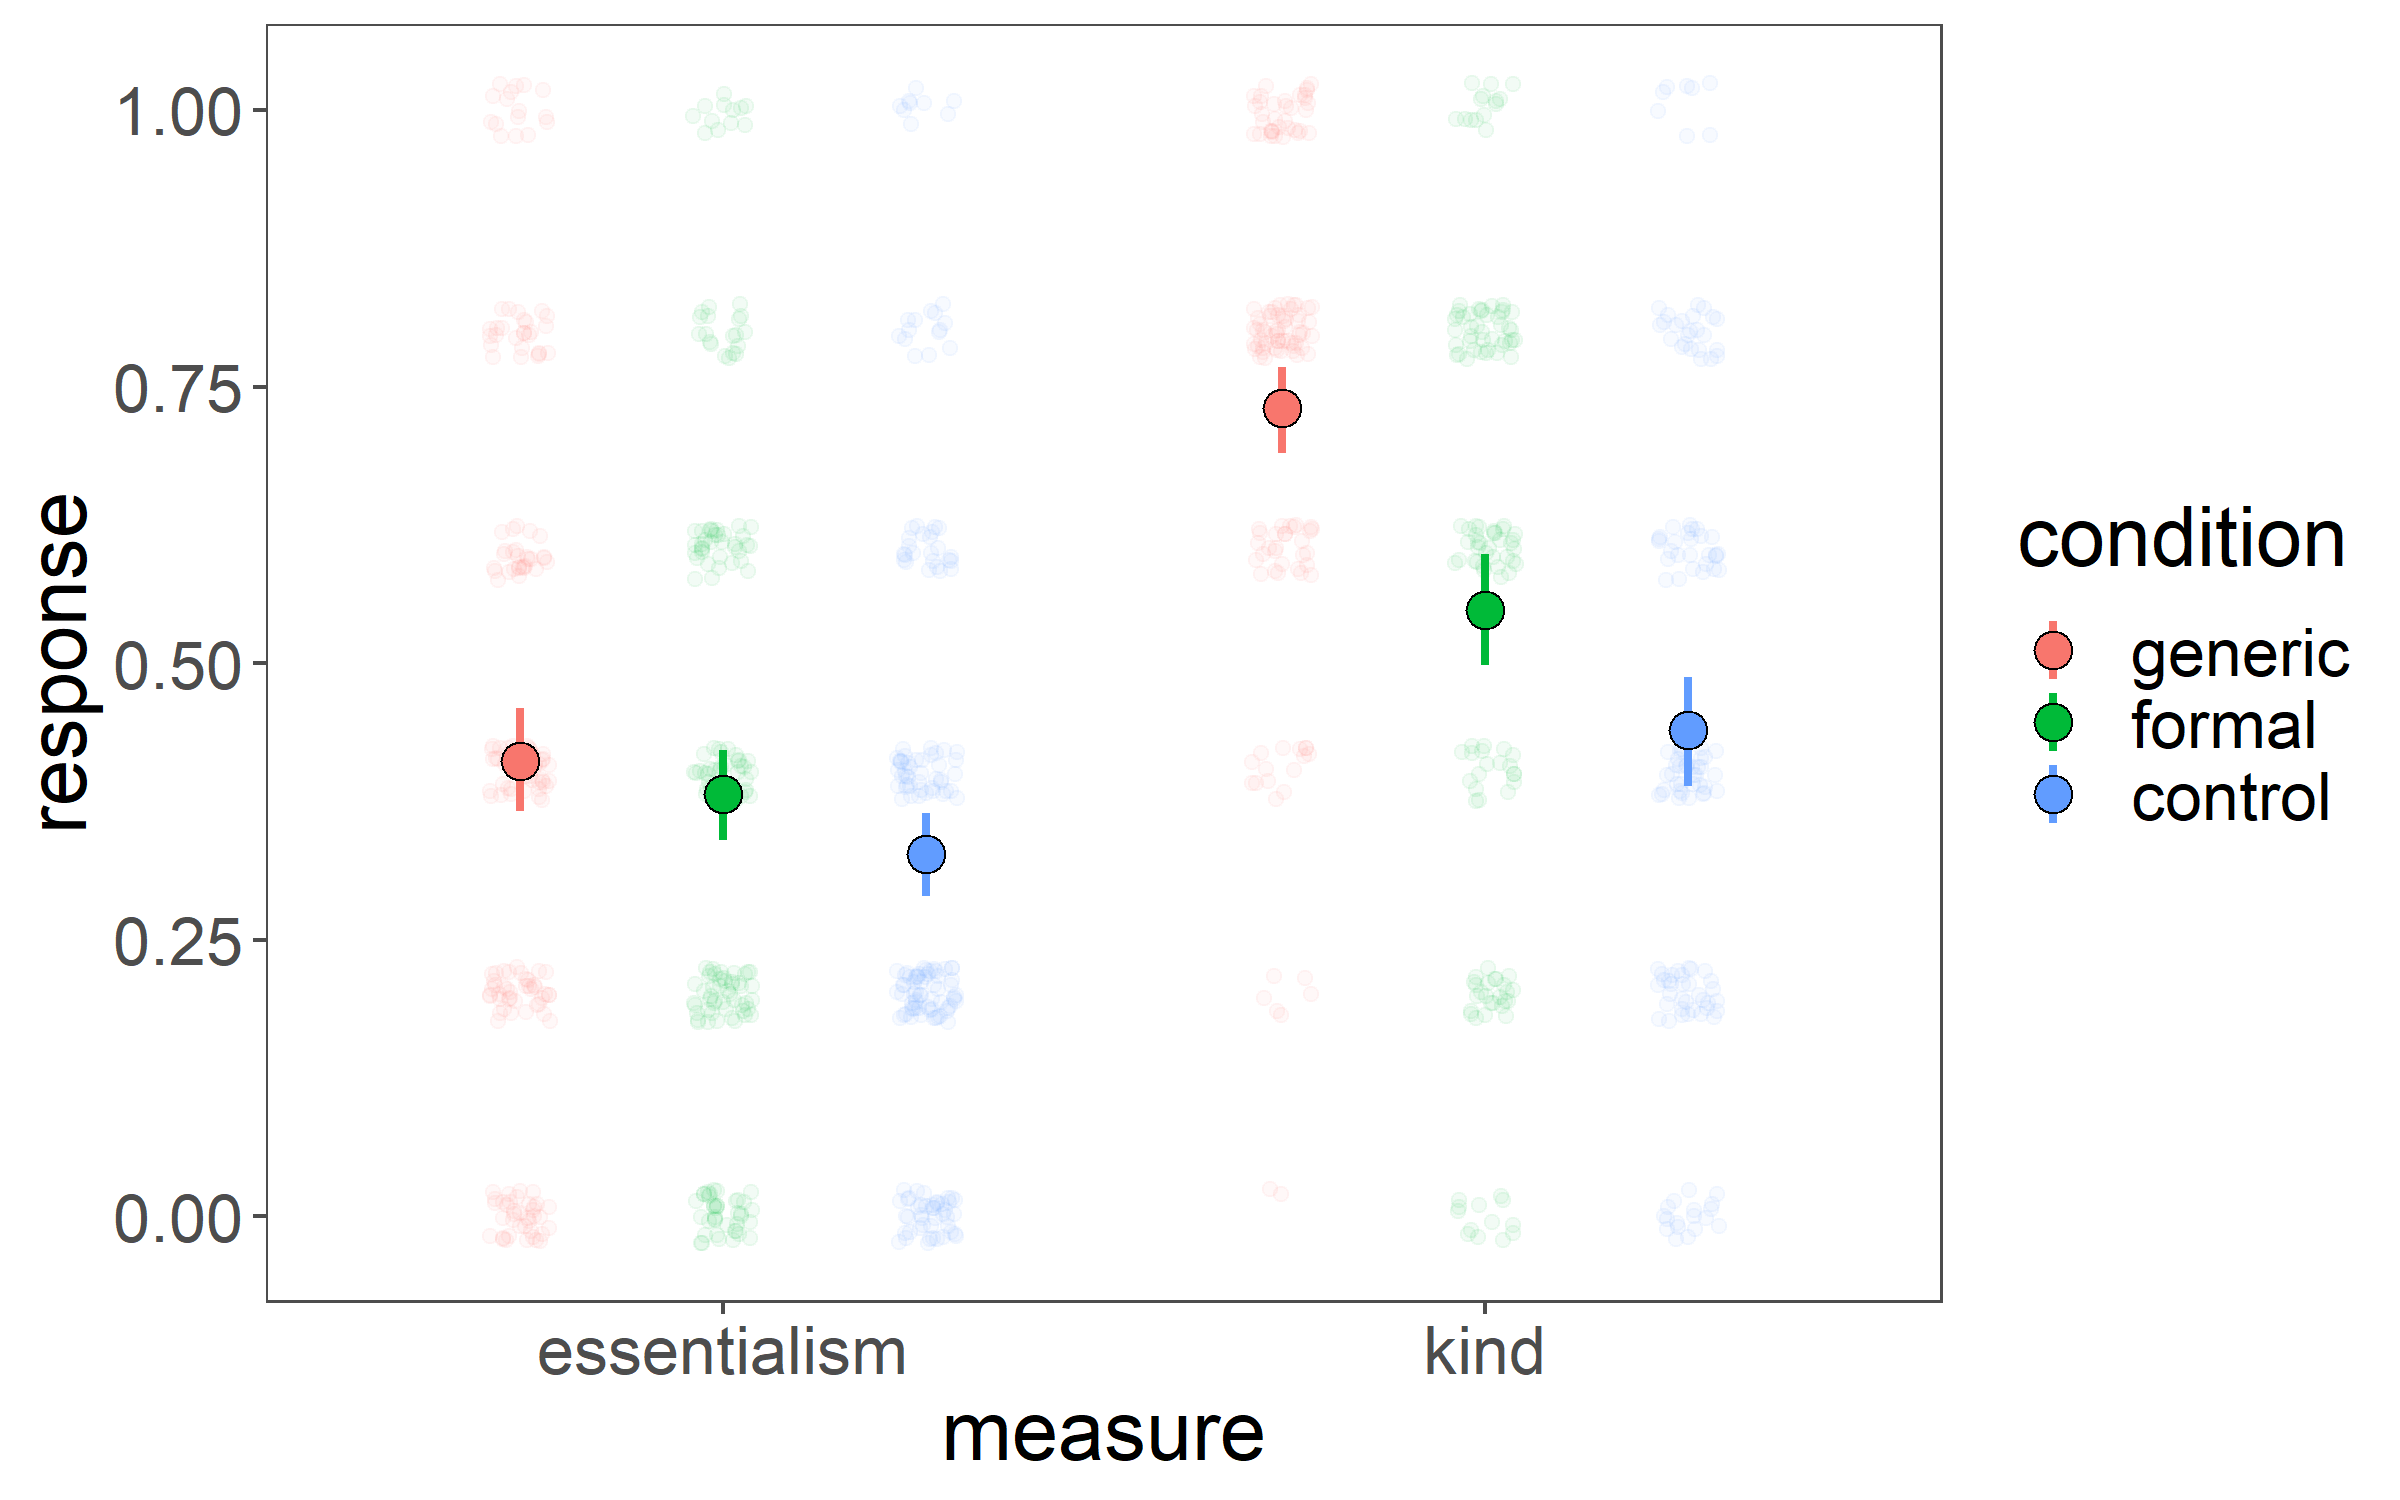 1.00
0.75
0.50
0.25
0.00
response
essentialism
kind
measure
condition
generic
formal
control